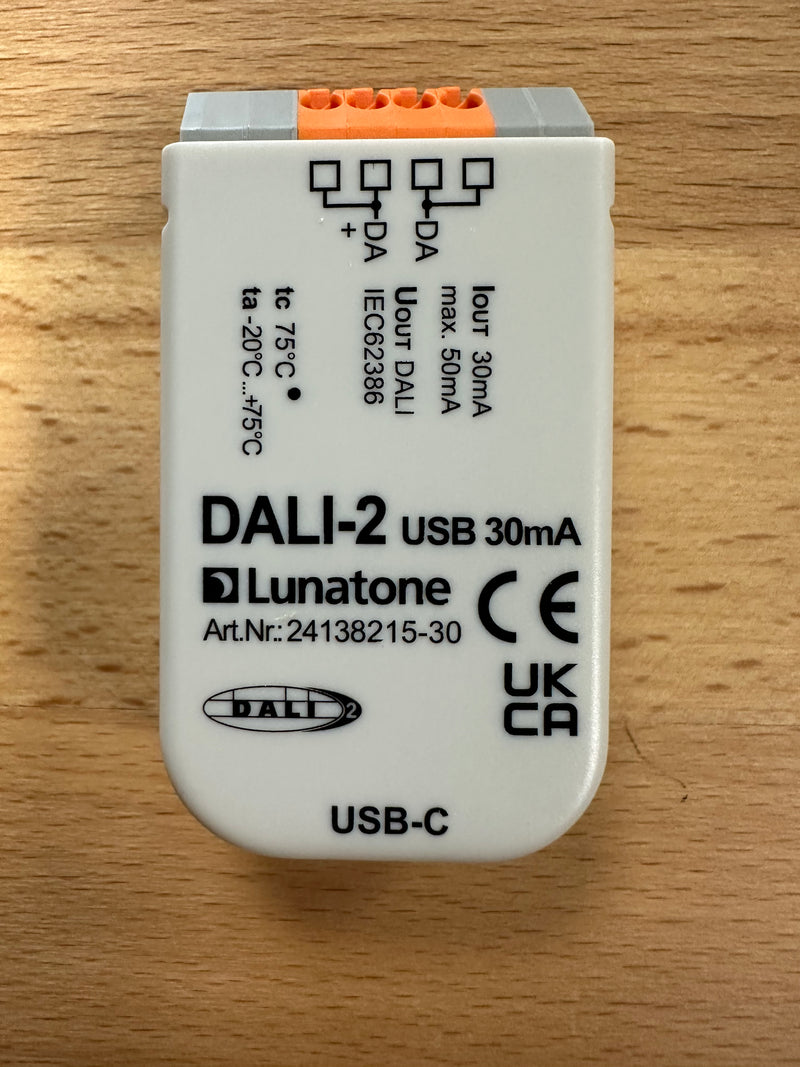 DA
DA
+
IOUT 30mA
max. 50mA
UOUT DALI
IEC62386
tc 75°C
ta -20°C...+75°C
DALI-2 USB 30mA
Lunatone
CE
Art.Nr.: 24138215-30
UK
CA
DALI 2
USB-C